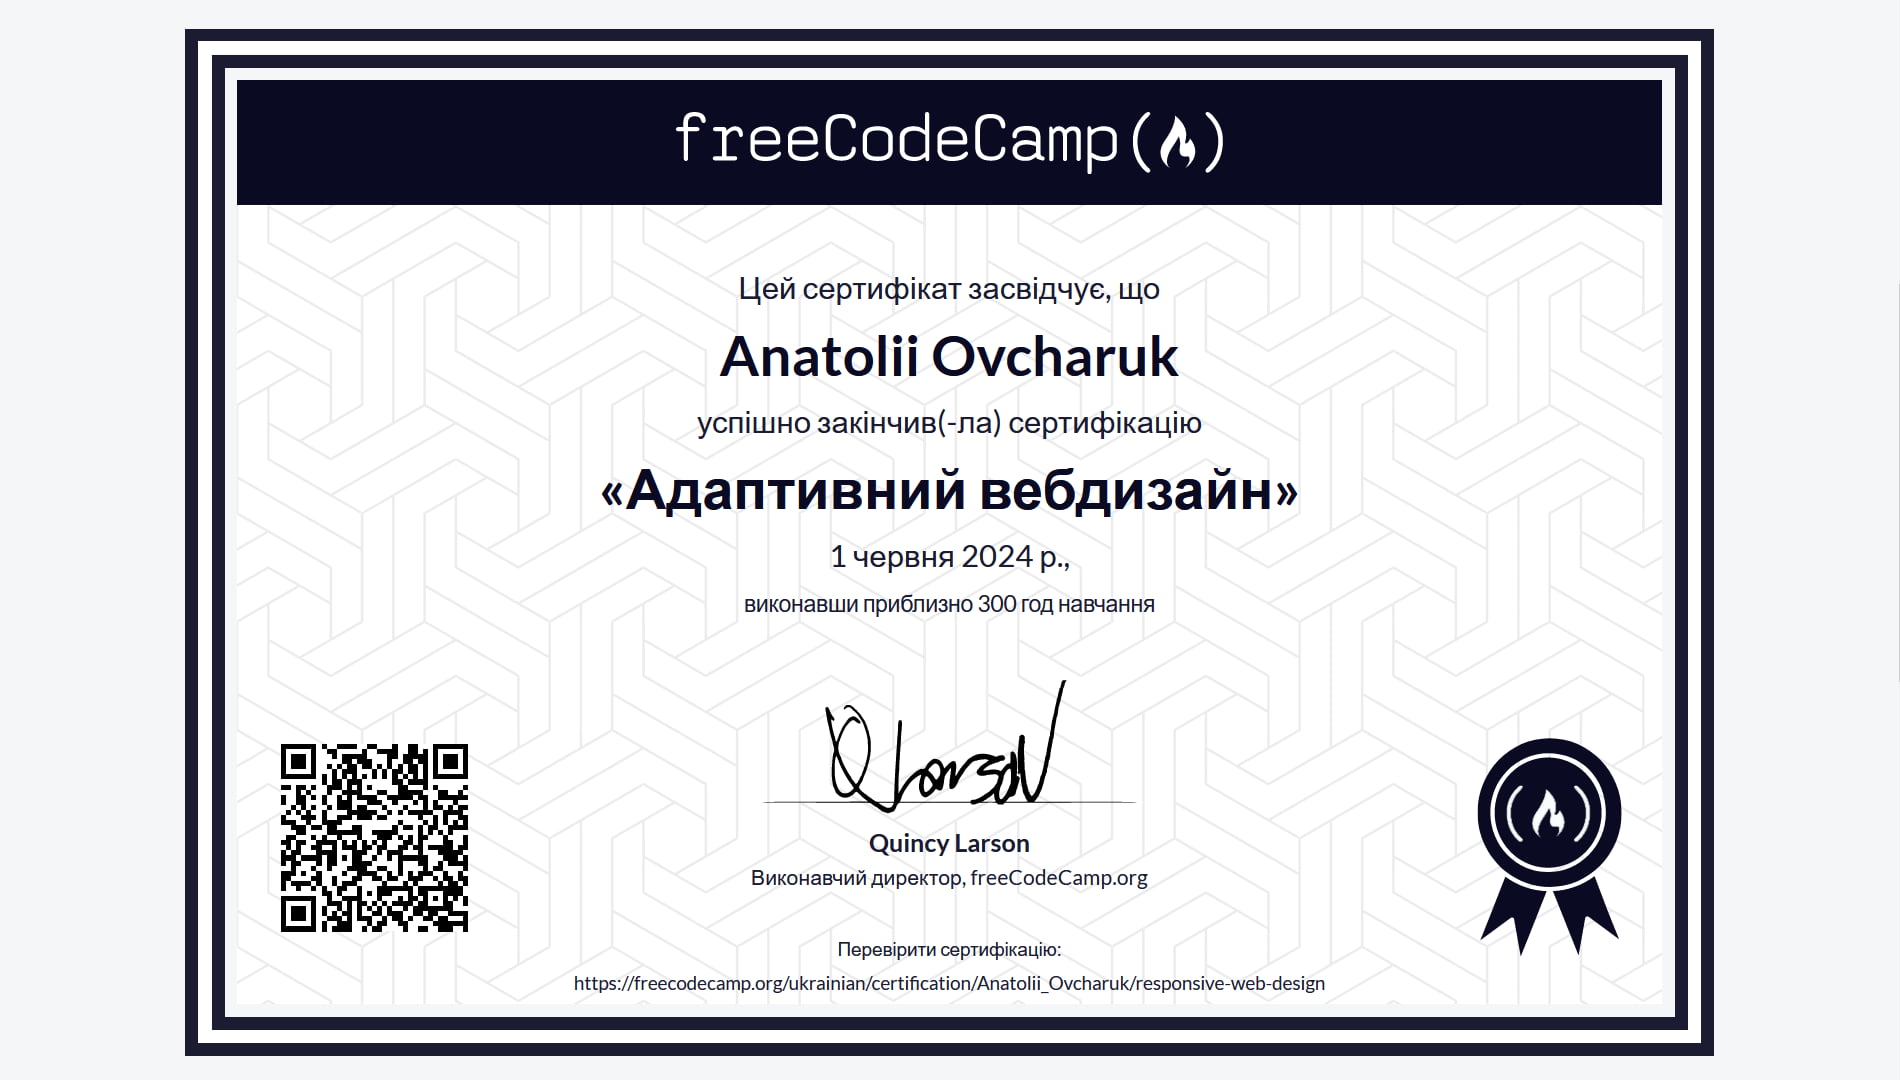 freeCodeCamp
Цей сертифікат засвідчує, що
Anatolii Ovcharuk
успішно закінчив(-ла) сертифікацію
«Адаптивний вебдизайн»
1 червня 2024 р.,
виконавши приблизно 300 год навчання
Quincy Larson
Виконавчий директор, freeCodeCamp.org
Перевірити сертифікацію:
https://freecodecamp.org/ukrainian/certification/Anatolii_Ovcharuk/responsive-web-design